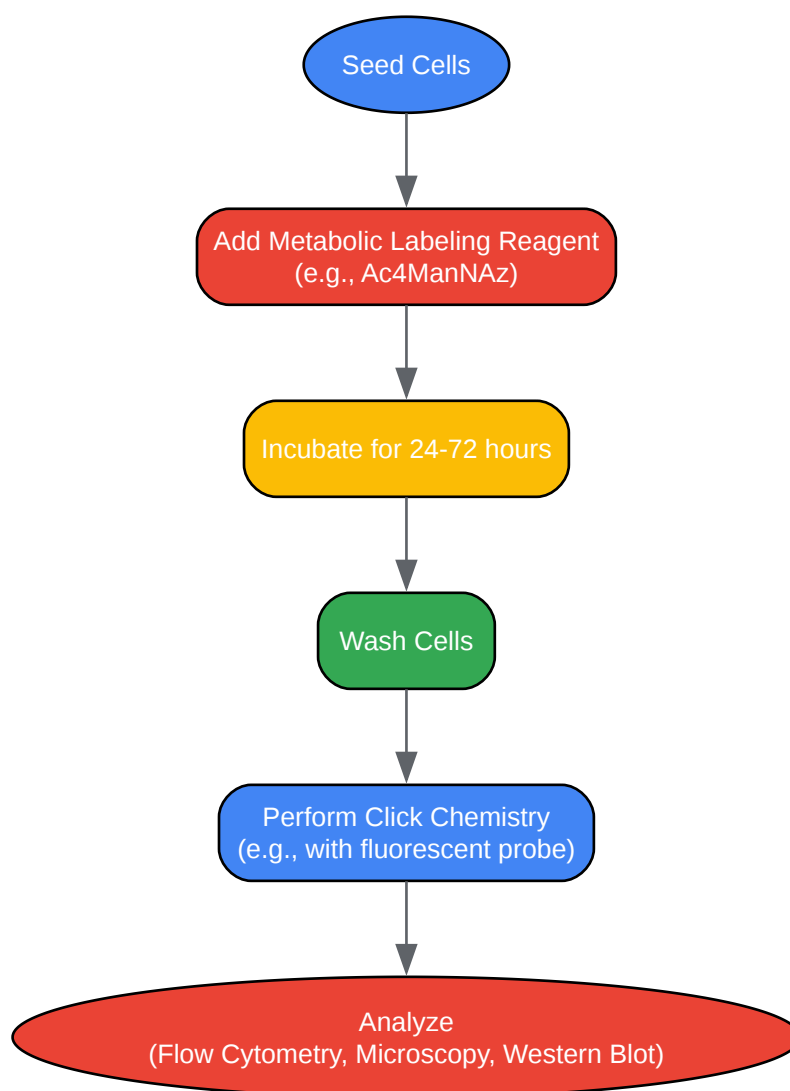 Seed Cells
Add Metabolic Labeling Reagent
(e.g., Ac4ManNAz)
Incubate for 24-72 hours
Wash Cells
Perform Click Chemistry
(e.g., with fluorescent probe)
Analyze
(Flow Cytometry, Microscopy, Western Blot)